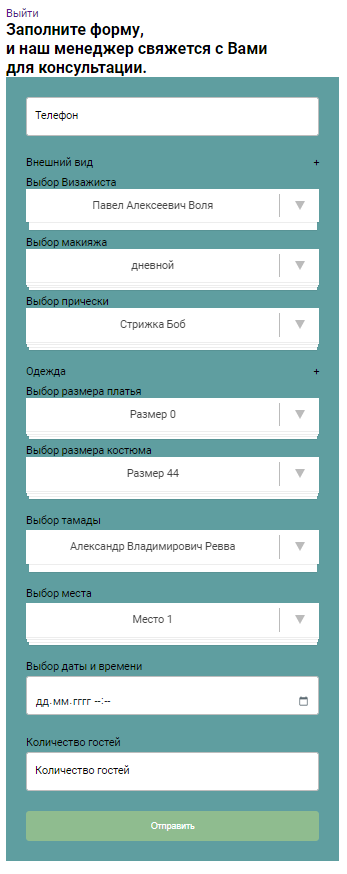 Выйти
Заполните форму,
и наш менеджер свяжется с Вами
для консультации.
Телефон
Внешний вид +
Выбор Визажиста
Павел Алексеевич Воля
Выбор макияжа
дневной
Выбор прически
Стрижка Боб
Одежда +
Выбор размера платья
Размер 0
Выбор размера костюма
Размер 44
Выбор тамады
Александр Владимирович Ревва
Выбор места
Место 1
Выбор даты и времени
дд.мм.гггг --:--
Количество гостей
Количество гостей
Отправить